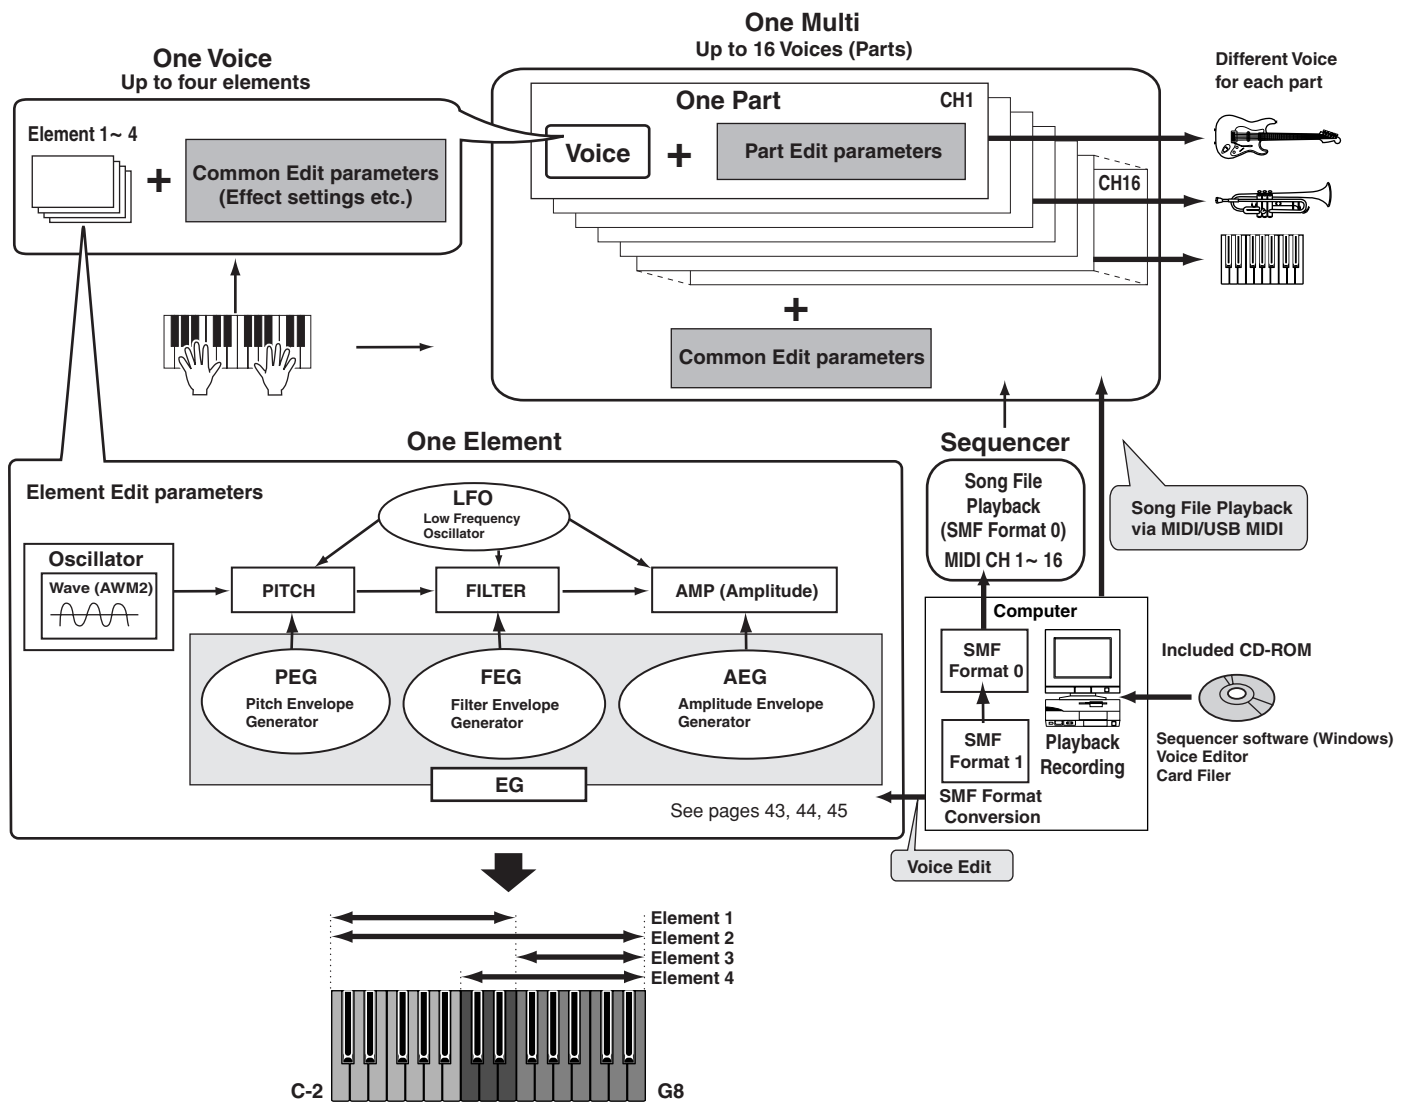 One Multi
Up to 16 Voices (Parts)
One Voice
Up to four elements
Different Voice
for each part
Element 1~ 4
+
Common Edit parameters
(Effect settings etc.)
One Part
CH1
Voice
+
Part Edit parameters
CH16
+
Common Edit parameters
One Element
Element Edit parameters
LFO
Low Frequency
Oscillator
Oscillator
Wave (AWM2)
PITCH
FILTER
AMP (Amplitude)
PEG
Pitch Envelope
Generator
FEG
Filter Envelope
Generator
AEG
Amplitude Envelope
Generator
EG
See pages 43, 44, 45
Sequencer
Song File
Playback
(SMF Format 0)
MIDI CH 1~ 16
Song File Playback
via MIDI/USB MIDI
Computer
SMF
Format 0
SMF
Format 1
SMF Format
Conversion
Playback
Recording
Included CD-ROM
Sequencer software (Windows)
Voice Editor
Card Filer
Voice Edit
Element 1
Element 2
Element 3
Element 4
C-2
G8